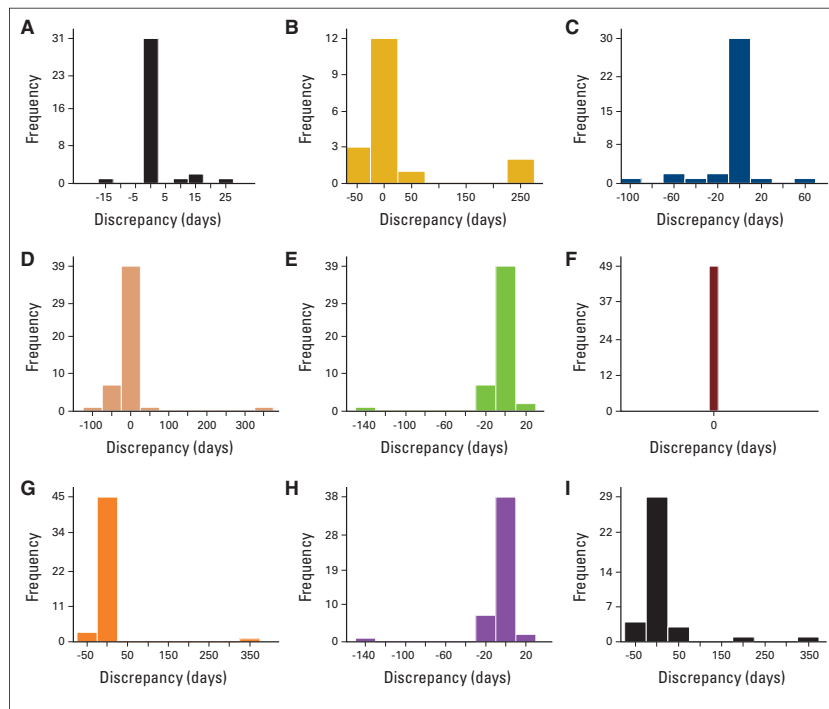 A
Frequency
31
23
16
8
0
-15 -5 5 15 25
Discrepancy (days)
B
Frequency
12
9
6
3
0
-50 0 50 150 250
Discrepancy (days)
C
Frequency
30
22
15
8
0
-100 -60 -20 20 60
Discrepancy (days)
D
Frequency
39
29
20
10
0
-100 0 100 200 300
Discrepancy (days)
E
Frequency
39
29
20
10
0
-140 -100 -60 -20 20
Discrepancy (days)
F
Frequency
49
37
24
12
0
0
Discrepancy (days)
G
Frequency
45
34
22
11
0
-50 50 150 250 350
Discrepancy (days)
H
Frequency
38
28
19
10
0
-140 -100 -60 -20 20
Discrepancy (days)
I
Frequency
29
22
14
7
0
-50 50 150 250 350
Discrepancy (days)